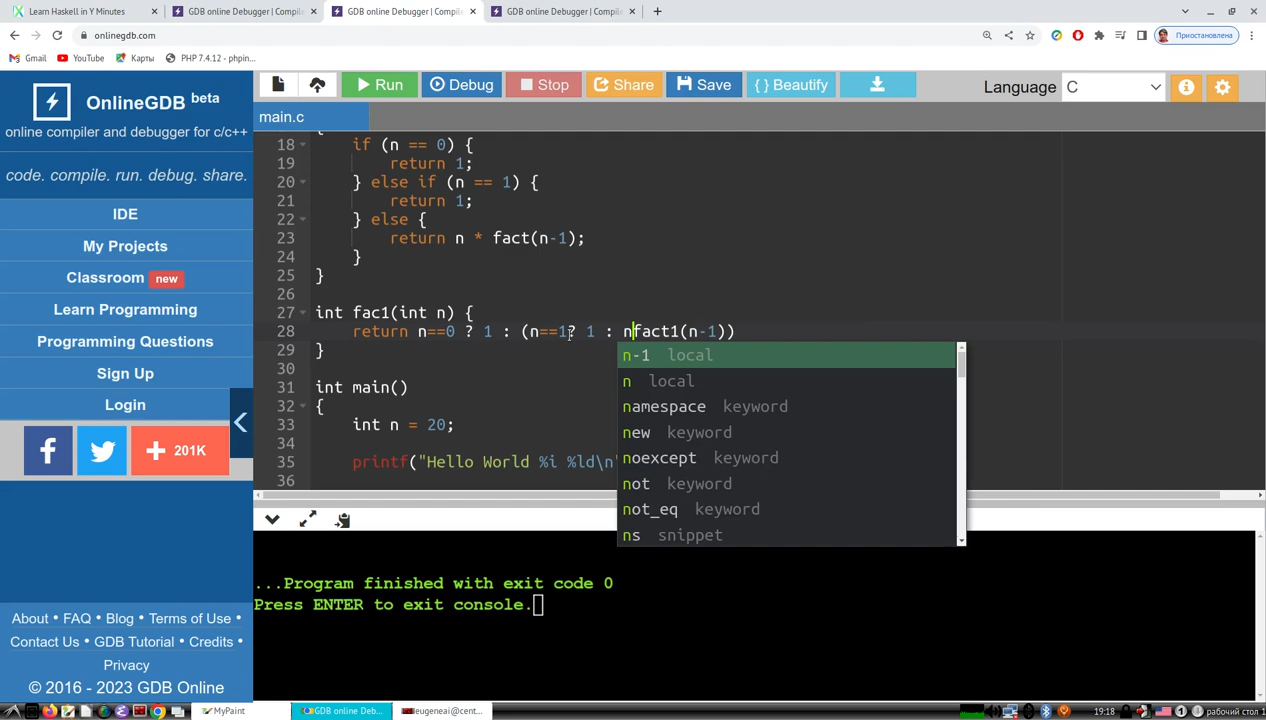 Learn Haskell in Y Minutes
GDB online Debugger | Compile
GDB online Debugger | Compile
GDB online Debugger | Compile
onlinegdb.com
Приостановлена
Gmail
YouTube
Карты
PHP 7.4.12 - phpin...
OnlineGDB beta
online compiler and debugger for c/c++
code. compile. run. debug. share.
IDE
My Projects
Classroom new
Learn Programming
Programming Questions
Sign Up
Login
201K
About • FAQ • Blog • Terms of Use •
Contact Us • GDB Tutorial • Credits •
Privacy
© 2016 - 2023 GDB Online
Run
Debug
Stop
Share
Save
{ } Beautify
Language C
main.c
{
18 if (n == 0) {
19 return 1;
20 } else if (n == 1) {
21 return 1;
22 } else {
23 return n * fact(n-1);
24 }
25 }
26
27 int fac1(int n) {
28 return n==0 ? 1 : (n==1? 1 : nfact1(n-1))
29 }
30
31 int main()
32 {
33 int n = 20;
34
35 printf("Hello World %i %ld\n"
36
n-1 local
n local
namespace keyword
new keyword
noexcept keyword
not keyword
not_eq keyword
ns snippet
...Program finished with exit code 0
Press ENTER to exit console.
MyPaint
GDB online Deb...
eugeneai@cent...
19:18
рабочий стол 1